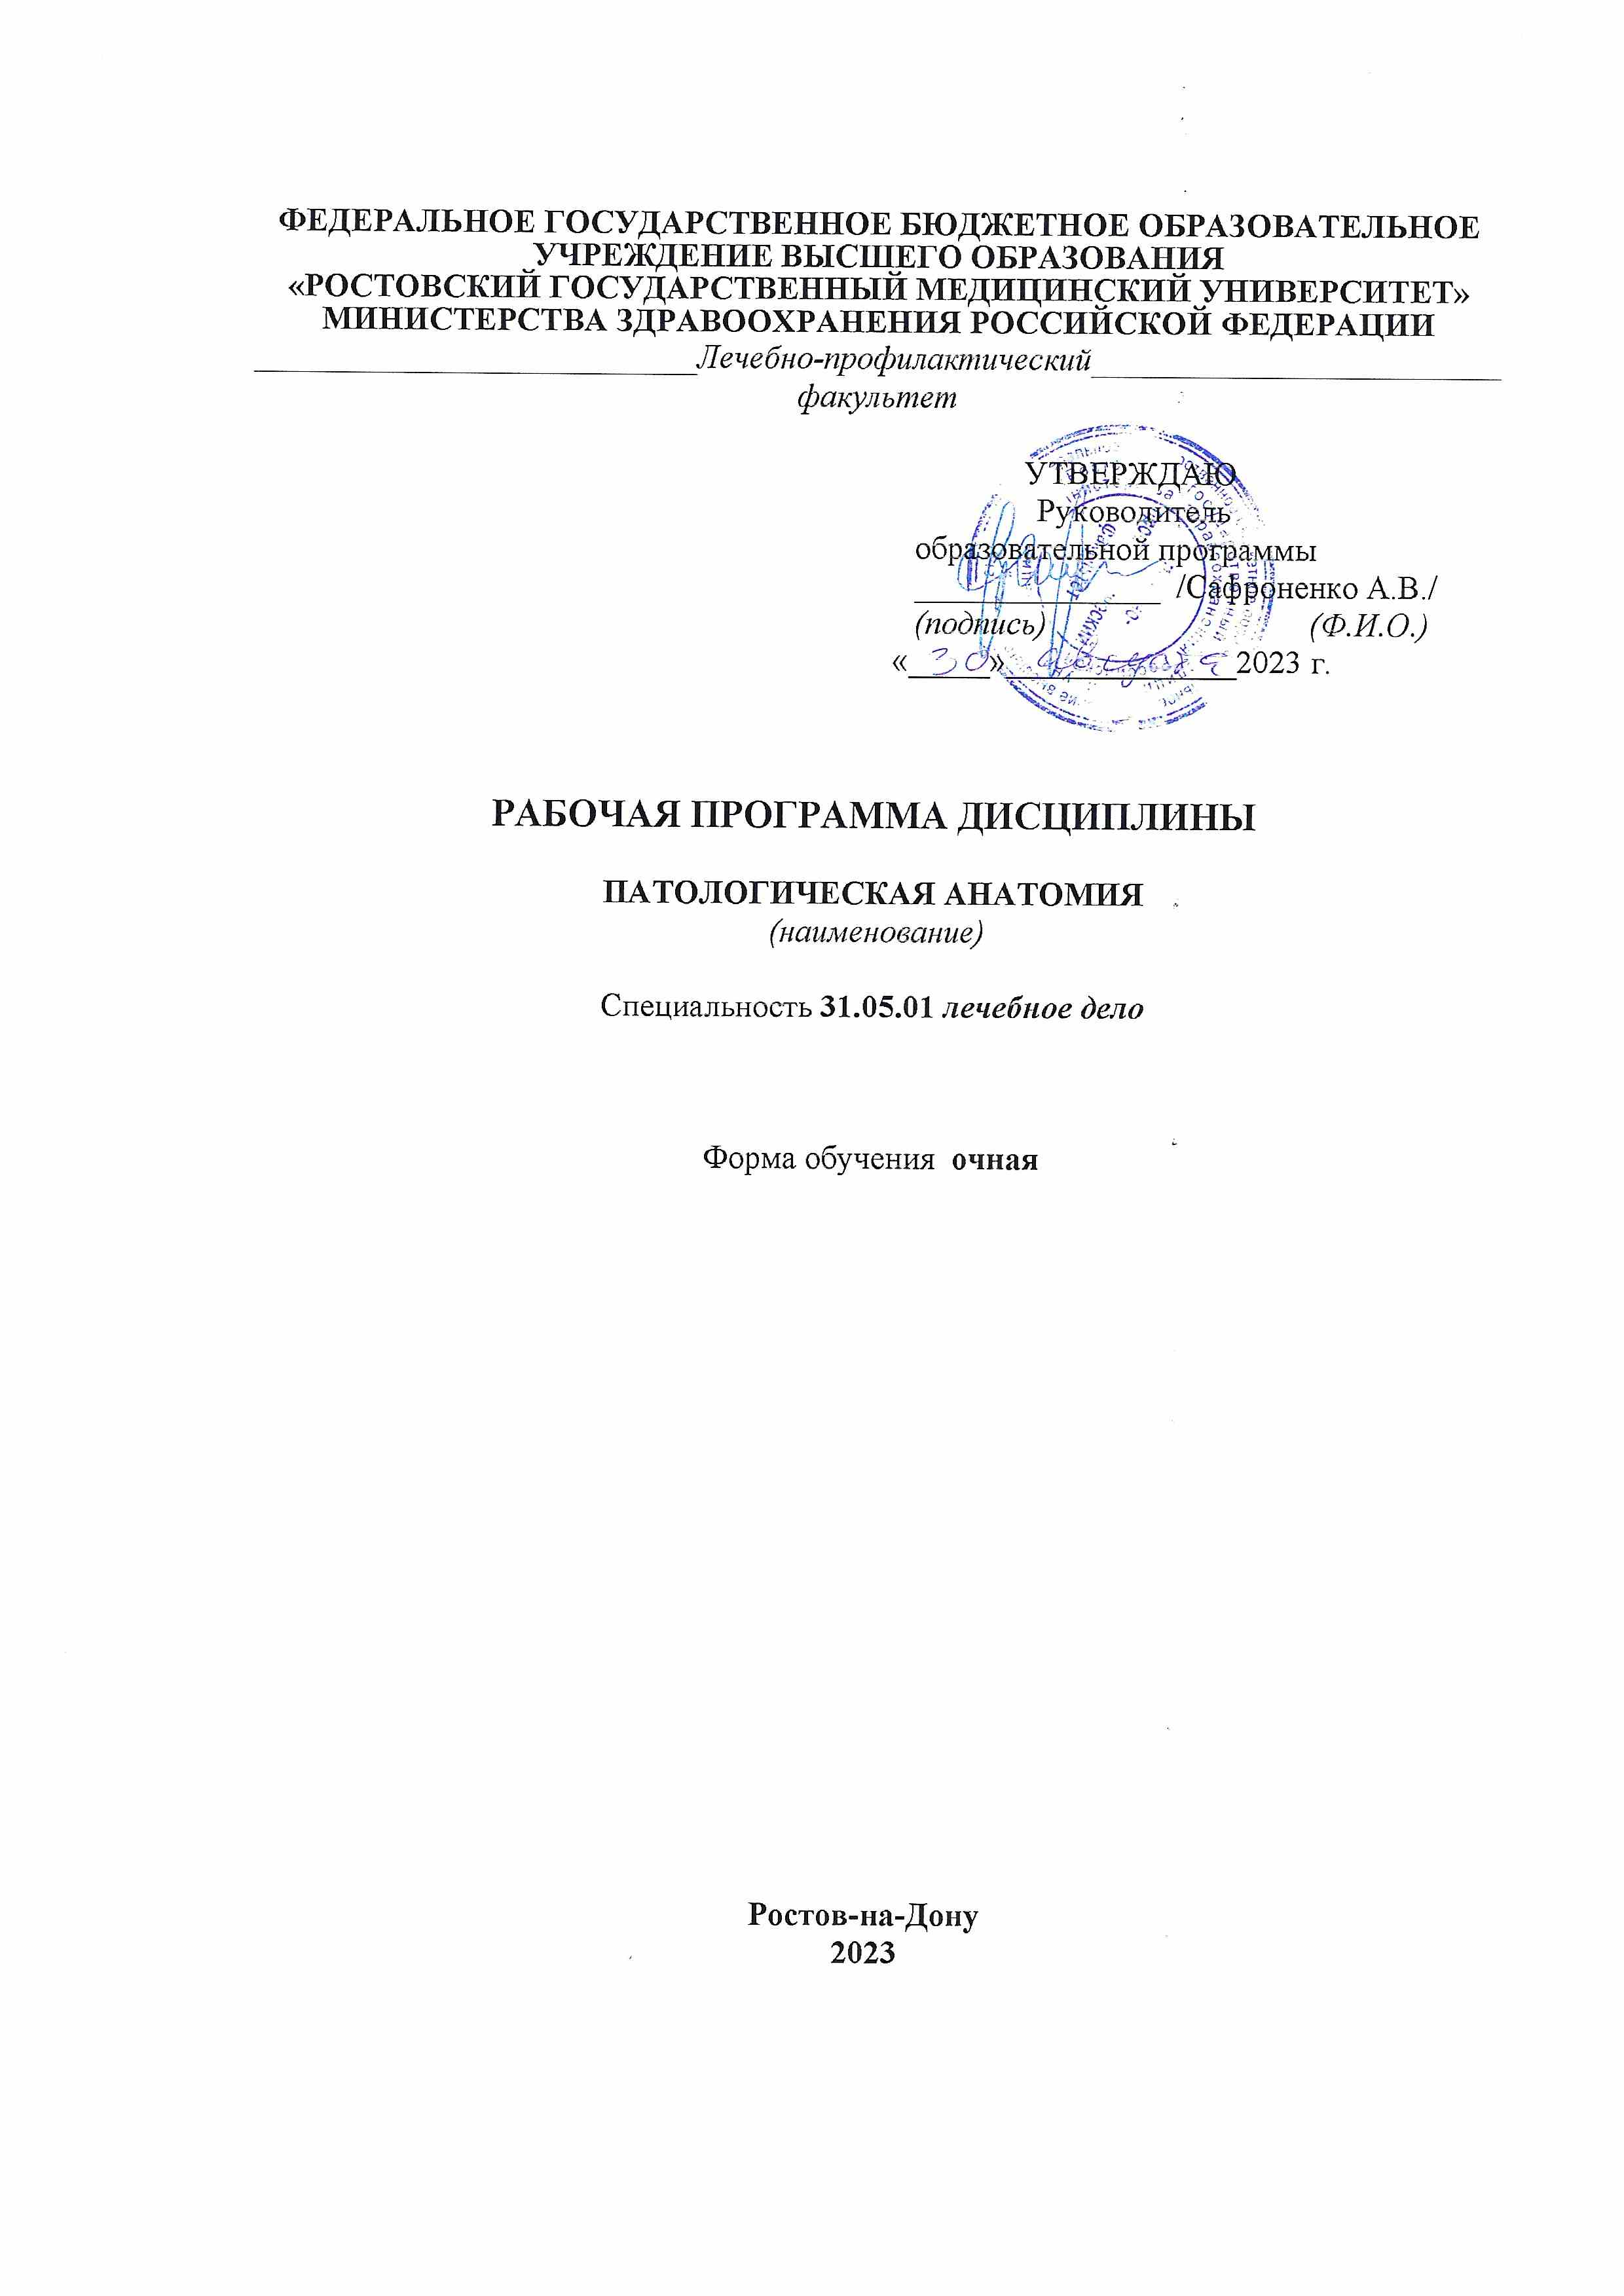 ФЕДЕРАЛЬНОЕ ГОСУДАРСТВЕННОЕ БЮДЖЕТНОЕ ОБРАЗОВАТЕЛЬНОЕ
УЧРЕЖДЕНИЕ ВЫСШЕГО ОБРАЗОВАНИЯ
«РОСТОВСКИЙ ГОСУДАРСТВЕННЫЙ МЕДИЦИНСКИЙ УНИВЕРСИТЕТ»
МИНИСТЕРСТВА ЗДРАВООХРАНЕНИЯ РОССИЙСКОЙ ФЕДЕРАЦИИ
Лечебно-профилактический
факультет
УТВЕРЖДАЮ
Руководитель
образовательной программы
/Сафроненко А.В./
(подпись) (Ф.И.О.)
«30» августа 2023 г.
РАБОЧАЯ ПРОГРАММА ДИСЦИПЛИНЫ
ПАТОЛОГИЧЕСКАЯ АНАТОМИЯ
(наименование)
Специальность 31.05.01 лечебное дело
Форма обучения очная
Ростов-на-Дону
2023